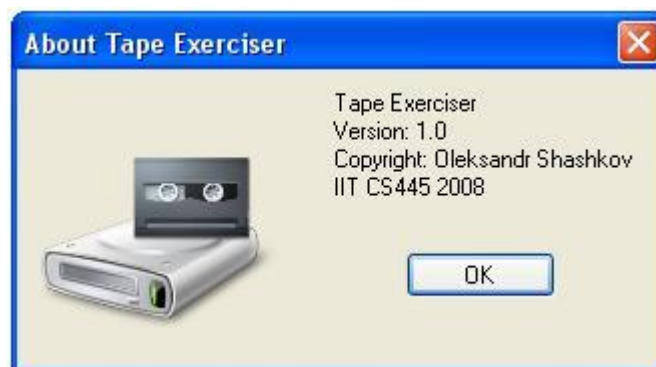 About Tape Exerciser
Tape Exerciser
Version: 1.0
Copyright: Oleksandr Shashkov
IIT CS445 2008
OK